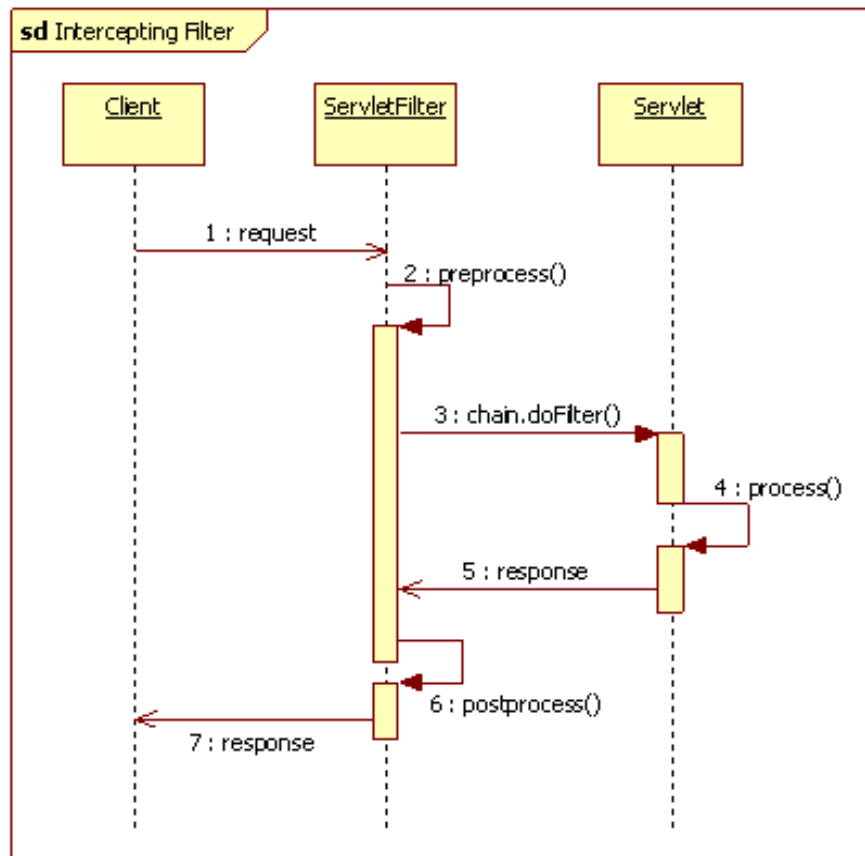 sd Intercepting Filter
Client
ServletFilter
Servlet
1 : request
2 : preprocess()
3 : chain.doFilter()
4 : process()
5 : response
6 : postprocess()
7 : response